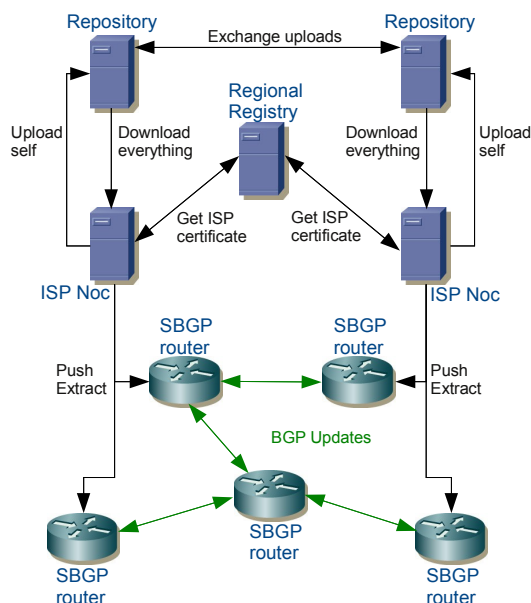 Repository
Repository
Exchange uploads
Regional
Registry
Upload
self
Download
everything
Download
everything
Upload
self
Get ISP
certificate
Get ISP
certificate
ISP Noc
ISP Noc
SBGP
router
SBGP
router
Push
Extract
Push
Extract
BGP Updates
SBGP
router
SBGP
router
SBGP
router